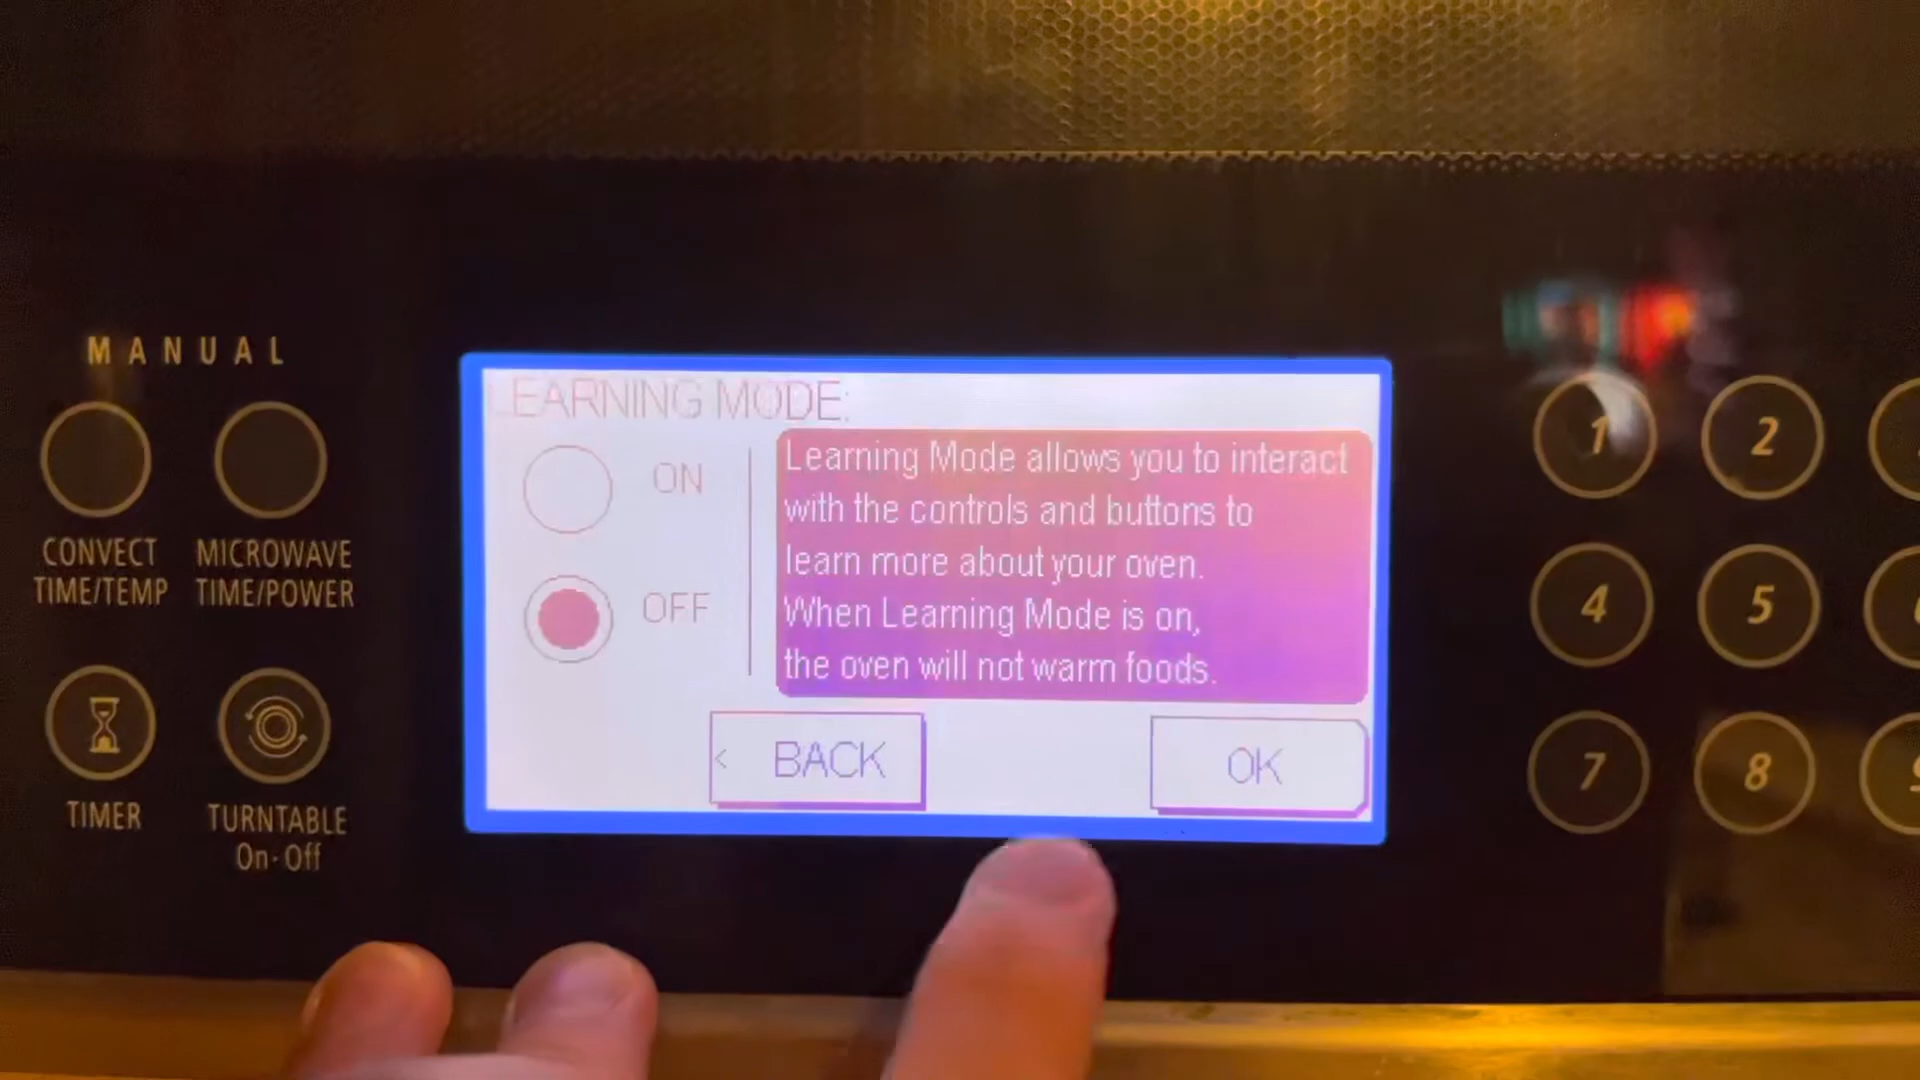 MANUAL
CONVECT
TIME/TEMP
MICROWAVE
TIME/POWER
TIMER
TURNTABLE
On·Off
LEARNING MODE:
ON
OFF
Learning Mode allows you to interact
with the controls and buttons to
learn more about your oven.
When Learning Mode is on,
the oven will not warm foods.
< BACK
OK
1 2
4 5
7 8